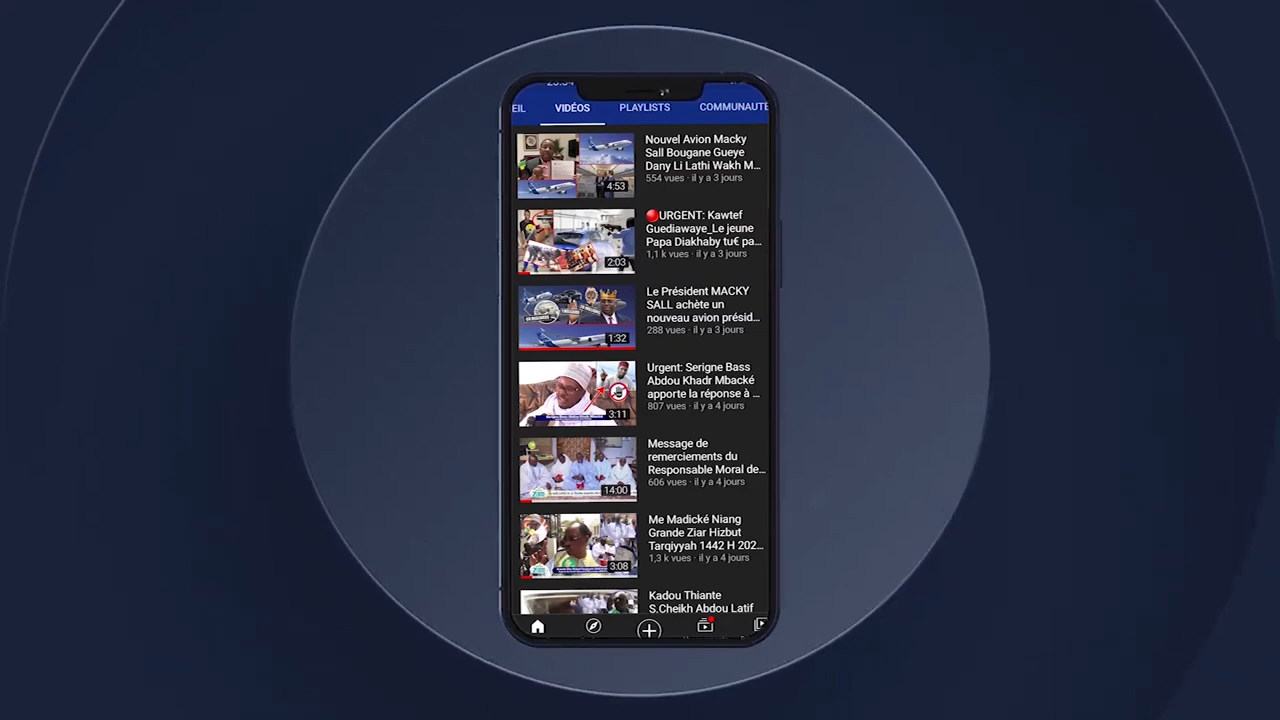 EIL VIDÉOS PLAYLISTS COMMUNAUTÉ
Nouvel Avion Macky
Sall Bougane Gueye
Dany Li Lathi Wakh M...
554 vues · il y a 3 jours
4:53
URGENT: Kawtef
Guediawaye_Le jeune
Papa Diakhaby tu€ pa...
1,1 k vues · il y a 3 jours
2:03
Le Président MACKY
SALL achète un
nouveau avion présid...
288 vues · il y a 3 jours
1:32
Urgent: Serigne Bass
Abdou Khadr Mbacké
apporte la réponse à ...
807 vues · il y a 4 jours
3:11
Message de
remerciements du
Responsable Moral de...
606 vues · il y a 4 jours
14:00
Me Madické Niang
Grande Ziar Hizbut
Tarqiyyah 1442 H 202...
1,3 k vues · il y a 4 jours
3:08
Kadou Thiante
S.Cheikh Abdou Latif